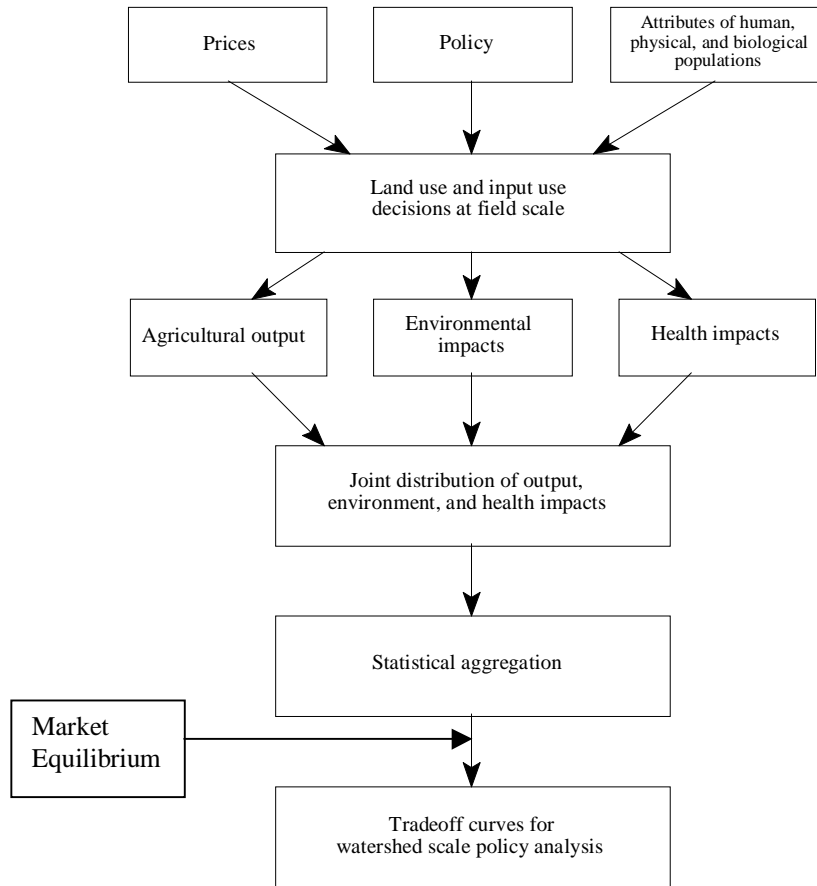 Prices
Policy
Attributes of human,
physical, and biological
populations
Land use and input use
decisions at field scale
Agricultural output
Environmental
impacts
Health impacts
Joint distribution of output,
environment, and health impacts
Statistical aggregation
Market
Equilibrium
Tradeoff curves for
watershed scale policy analysis